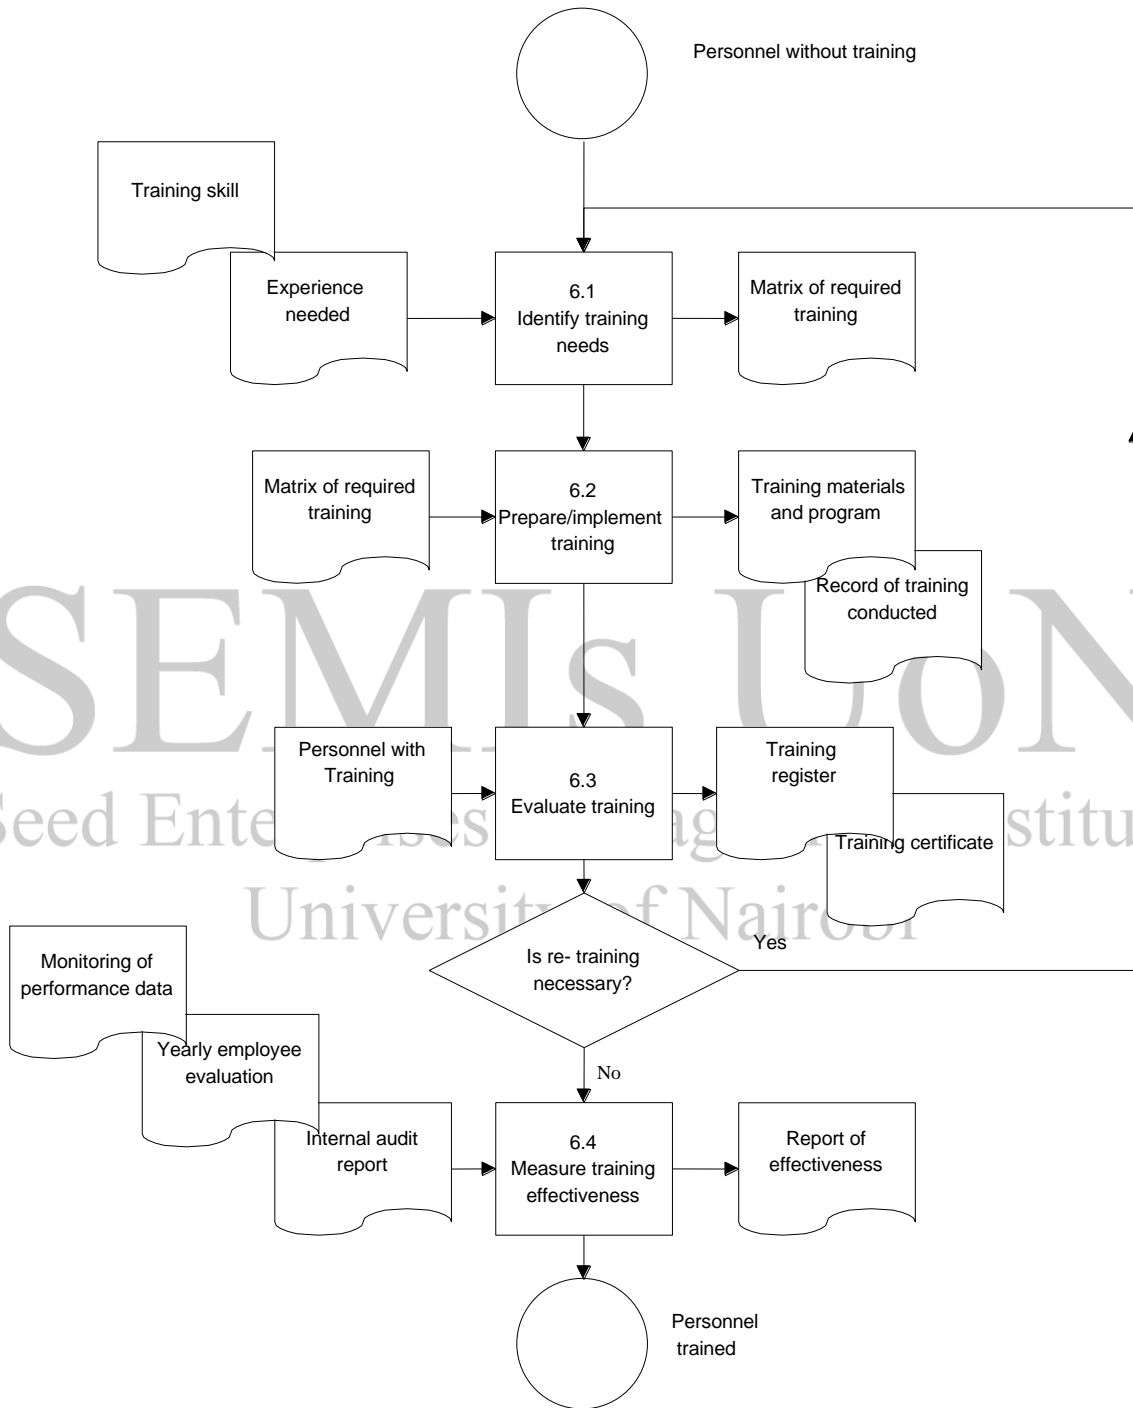 Personnel without training
Training skill
Experience
needed
6.1
Identify training
needs
Matrix of required
training
Matrix of required
training
6.2
Prepare/implement
training
Training materials
and program
Record of training
conducted
SEMIs UoN
Personnel with
Training
6.3
Evaluate training
Training
register
Training certificate
Seed Ente
ises
ag
stitu
University of Nairobi
Is re- training
necessary?
Yes
Monitoring of
performance data
Yearly employee
evaluation
No
Internal audit
report
6.4
Measure training
effectiveness
Report of
effectiveness
Personnel
trained